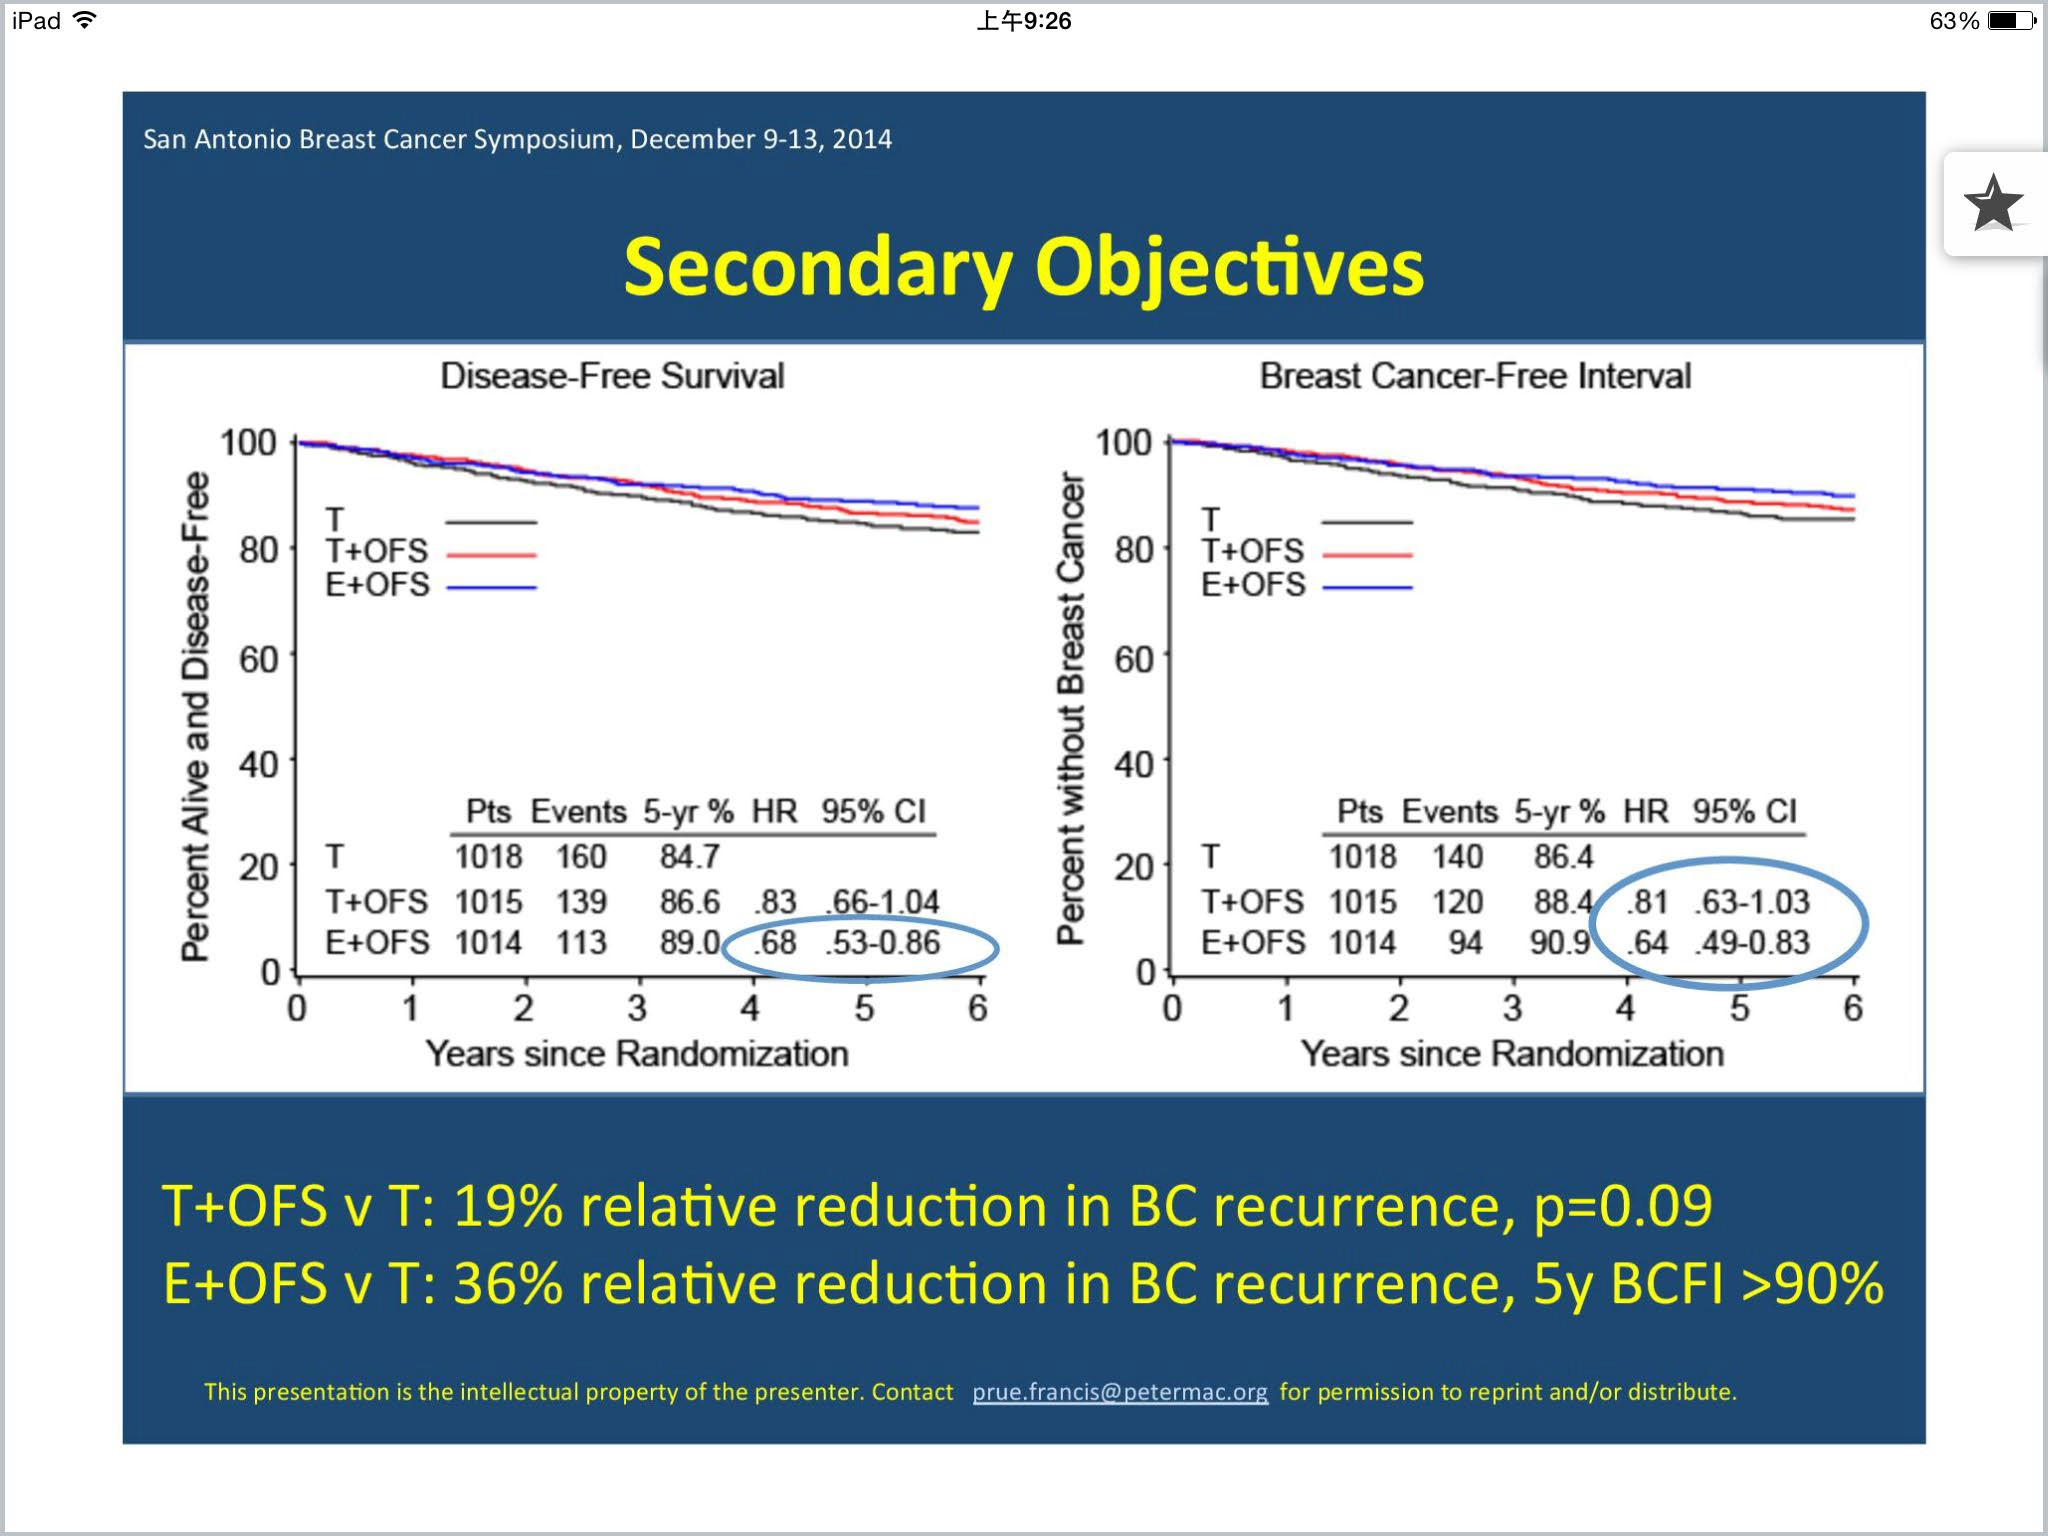 iPad 上午9:26 63%
San Antonio Breast Cancer Symposium, December 9-13, 2014
Secondary Objectives
Disease-Free Survival
Percent Alive and Disease-Free
100
80
60
40
20
0
T
T+OFS
E+OFS
Pts Events 5-yr % HR 95% CI
T 1018 160 84.7
T+OFS 1015 139 86.6 .83 .66-1.04
E+OFS 1014 113 89.0 .68 .53-0.86
0 1 2 3 4 5 6
Years since Randomization
Breast Cancer-Free Interval
Percent without Breast Cancer
100
80
60
40
20
0
T
T+OFS
E+OFS
Pts Events 5-yr % HR 95% CI
T 1018 140 86.4
T+OFS 1015 120 88.4 .81 .63-1.03
E+OFS 1014 94 90.9 .64 .49-0.83
0 1 2 3 4 5 6
Years since Randomization
T+OFS v T: 19% relative reduction in BC recurrence, p=0.09
E+OFS v T: 36% relative reduction in BC recurrence, 5y BCFI >90%
This presentation is the intellectual property of the presenter. Contact prue.francis@petermac.org for permission to reprint and/or distribute.